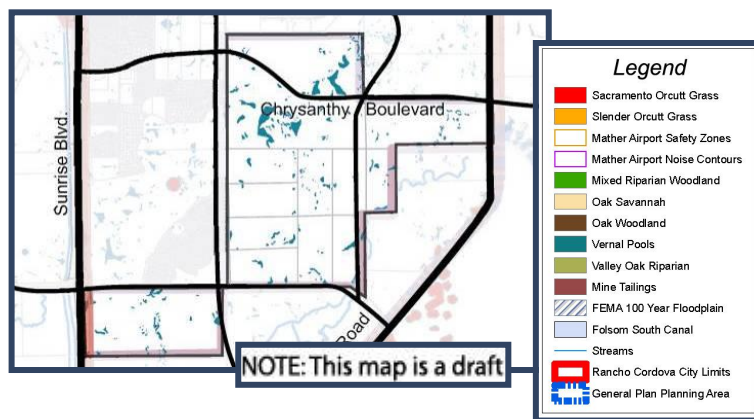 Sunrise Blvd.
Chrysanthy Boulevard
Road
NOTE: This map is a draft
Legend
Sacramento Orcutt Grass
Slender Orcutt Grass
Mather Airport Safety Zones
Mather Airport Noise Contours
Mixed Riparian Woodland
Oak Savannah
Oak Woodland
Vernal Pools
Valley Oak Riparian
Mine Tailings
FEMA 100 Year Floodplain
Folsom South Canal
Streams
Rancho Cordova City Limits
General Plan Planning Area